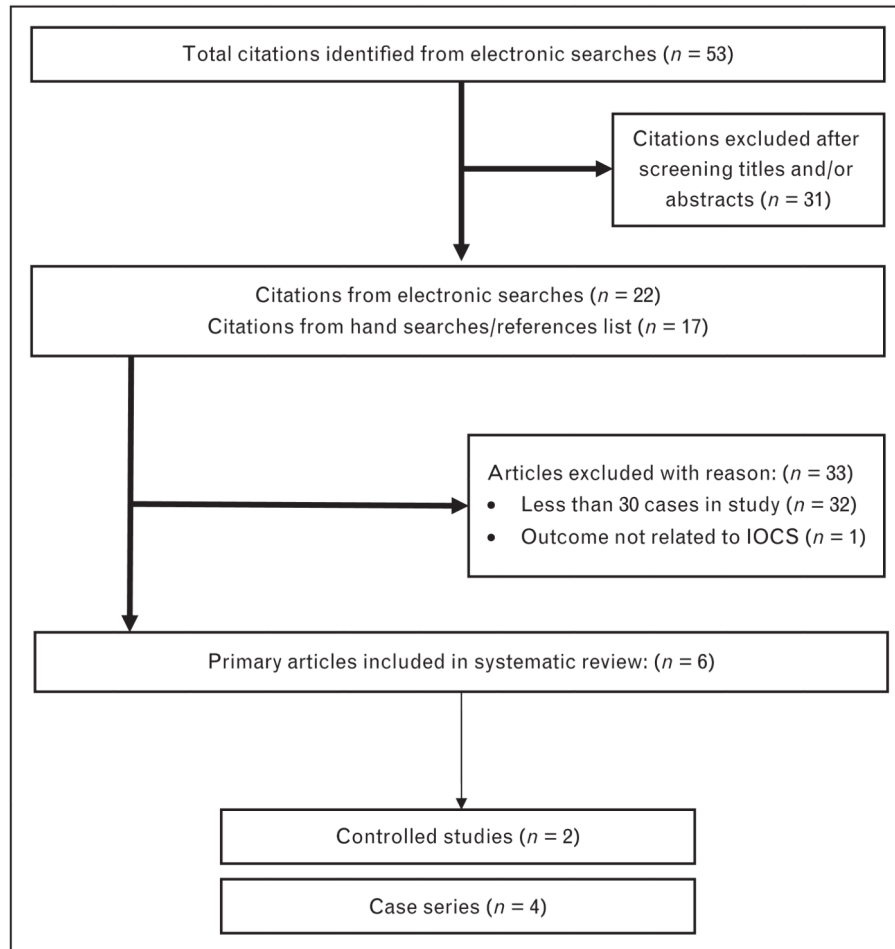 Total citations identified from electronic searches (n = 53)
Citations excluded after
screening titles and/or
abstracts (n = 31)
Citations from electronic searches (n = 22)
Citations from hand searches/references list (n = 17)
Articles excluded with reason: (n = 33)
• Less than 30 cases in study (n = 32)
• Outcome not related to IOCS (n = 1)
Primary articles included in systematic review: (n = 6)
Controlled studies (n = 2)
Case series (n = 4)